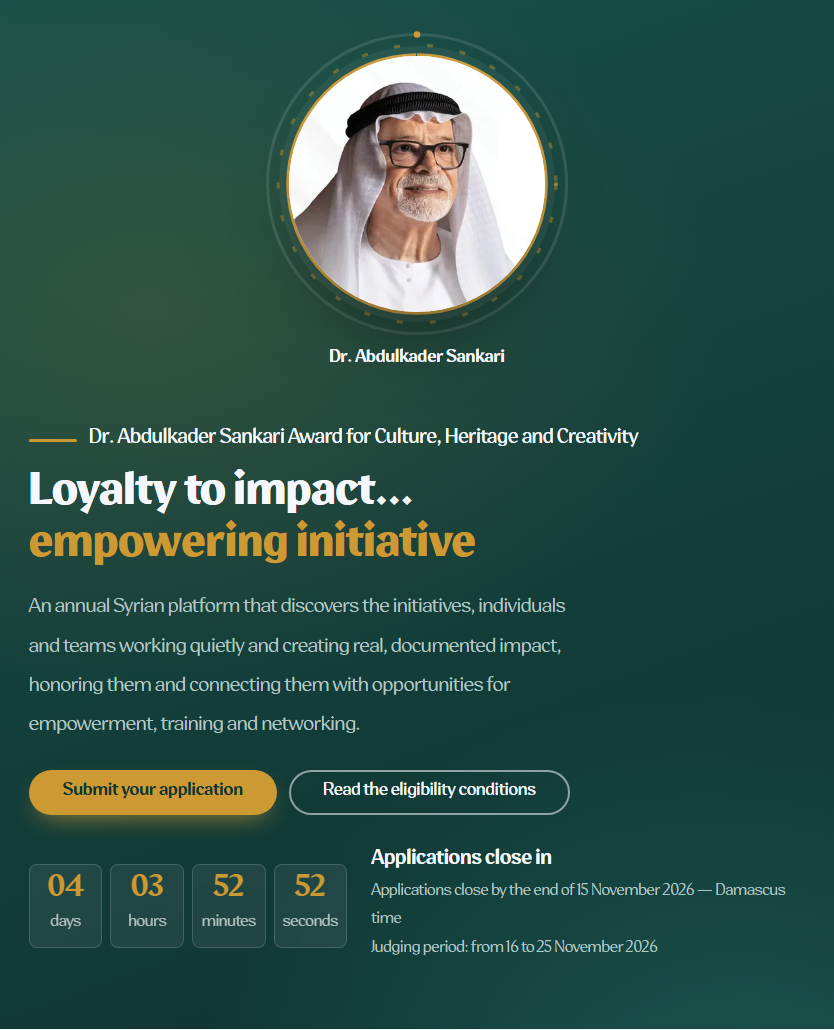 Dr. Abdulkader Sankari
Dr. Abdulkader Sankari Award for Culture, Heritage and Creativity
Loyalty to impact...
empowering initiative
An annual Syrian platform that discovers the initiatives, individuals
and teams working quietly and creating real, documented impact,
honoring them and connecting them with opportunities for
empowerment, training and networking.
Submit your application
Read the eligibility conditions
04
days
03
hours
52
minutes
52
seconds
Applications close in
Applications close by the end of 15 November 2026 — Damascus
time
Judging period: from 16 to 25 November 2026